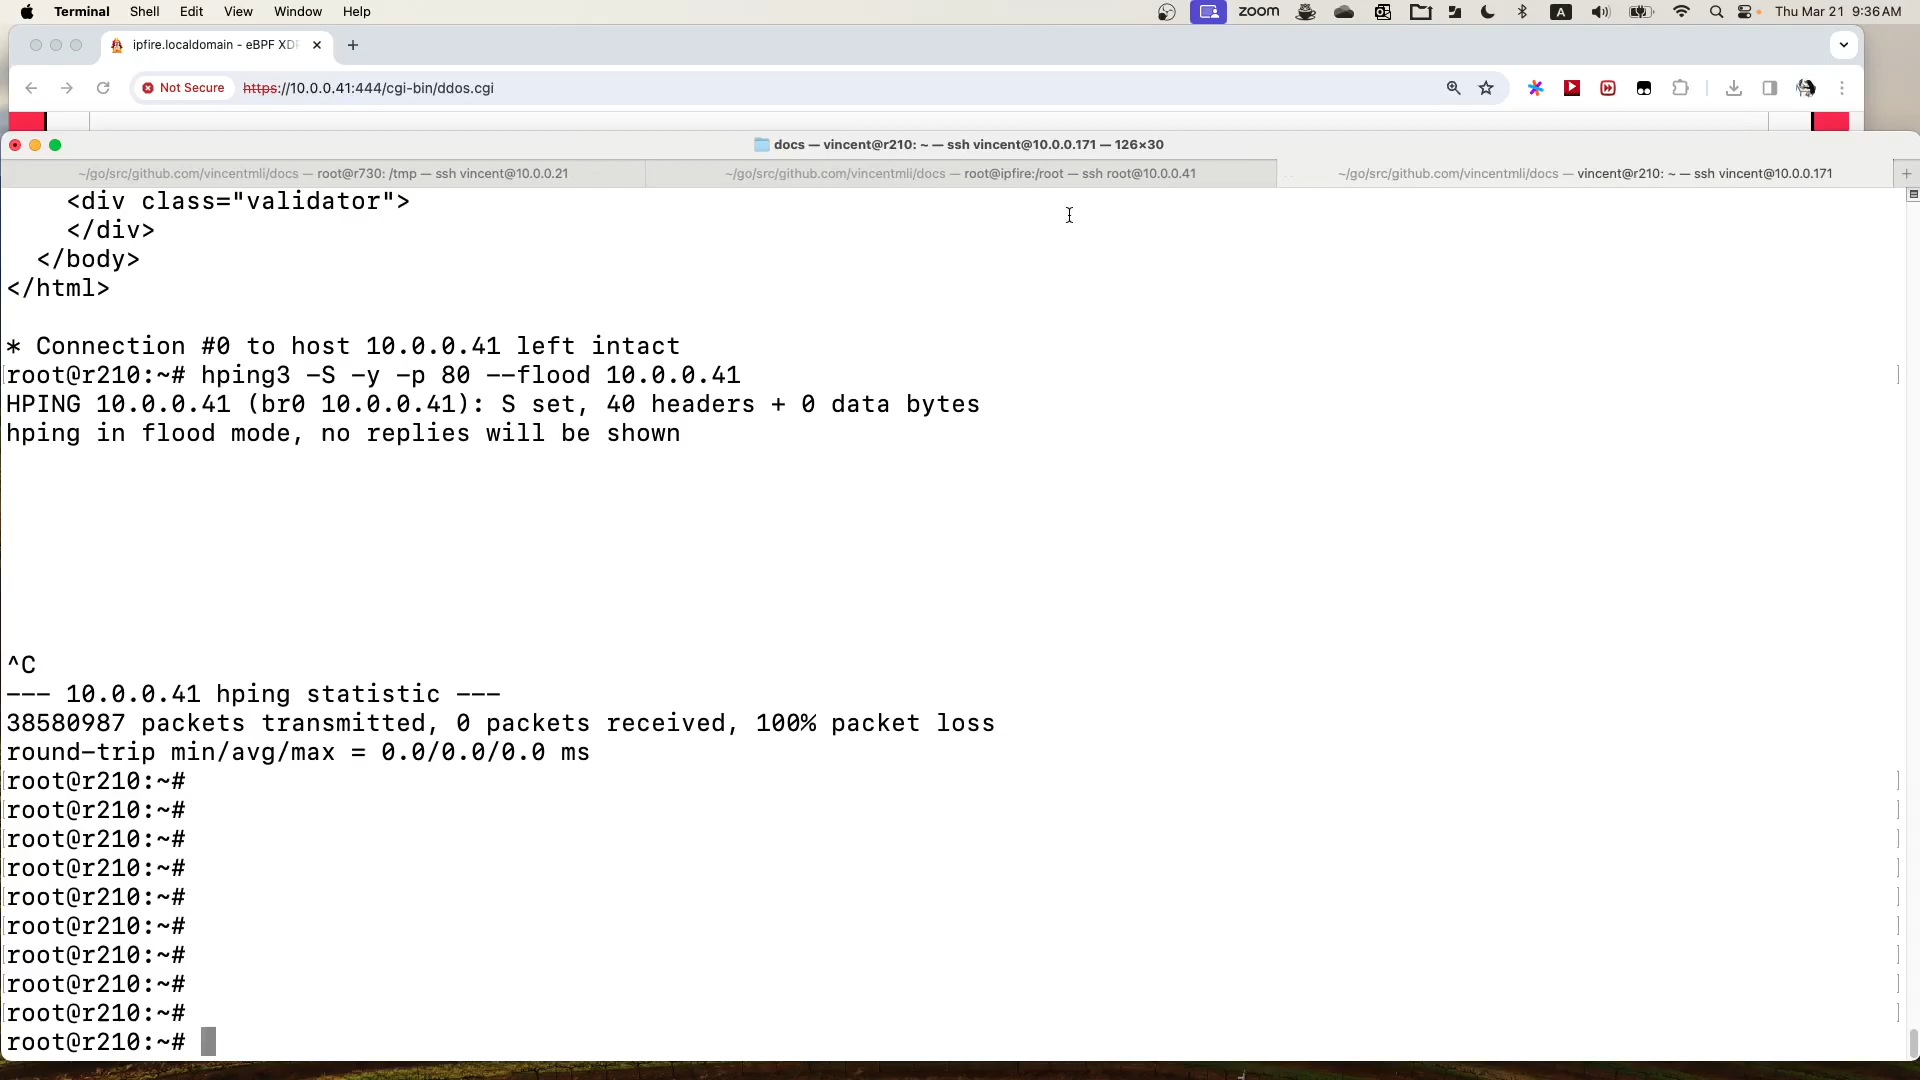 Terminal Shell Edit View Window Help zoom A Thu Mar 21 9:36 AM
ipfire.localdomain - eBPF XD
Not Secure https://10.0.0.41:444/cgi-bin/ddos.cgi
docs — vincent@r210: ~ — ssh vincent@10.0.0.171 — 126×30
~/go/src/github.com/vincentmli/docs — root@r730: /tmp — ssh vincent@10.0.0.21
~/go/src/github.com/vincentmli/docs — root@ipfire:/root — ssh root@10.0.0.41
~/go/src/github.com/vincentmli/docs — vincent@r210: ~ — ssh vincent@10.0.0.171
<div class="validator">
</div>
</body>
</html>
* Connection #0 to host 10.0.0.41 left intact
root@r210:~# hping3 -S -y -p 80 --flood 10.0.0.41
HPING 10.0.0.41 (br0 10.0.0.41): S set, 40 headers + 0 data bytes
hping in flood mode, no replies will be shown
^C
--- 10.0.0.41 hping statistic ---
38580987 packets transmitted, 0 packets received, 100% packet loss
round-trip min/avg/max = 0.0/0.0/0.0 ms
root@r210:~#
root@r210:~#
root@r210:~#
root@r210:~#
root@r210:~#
root@r210:~#
root@r210:~#
root@r210:~#
root@r210:~#
root@r210:~#